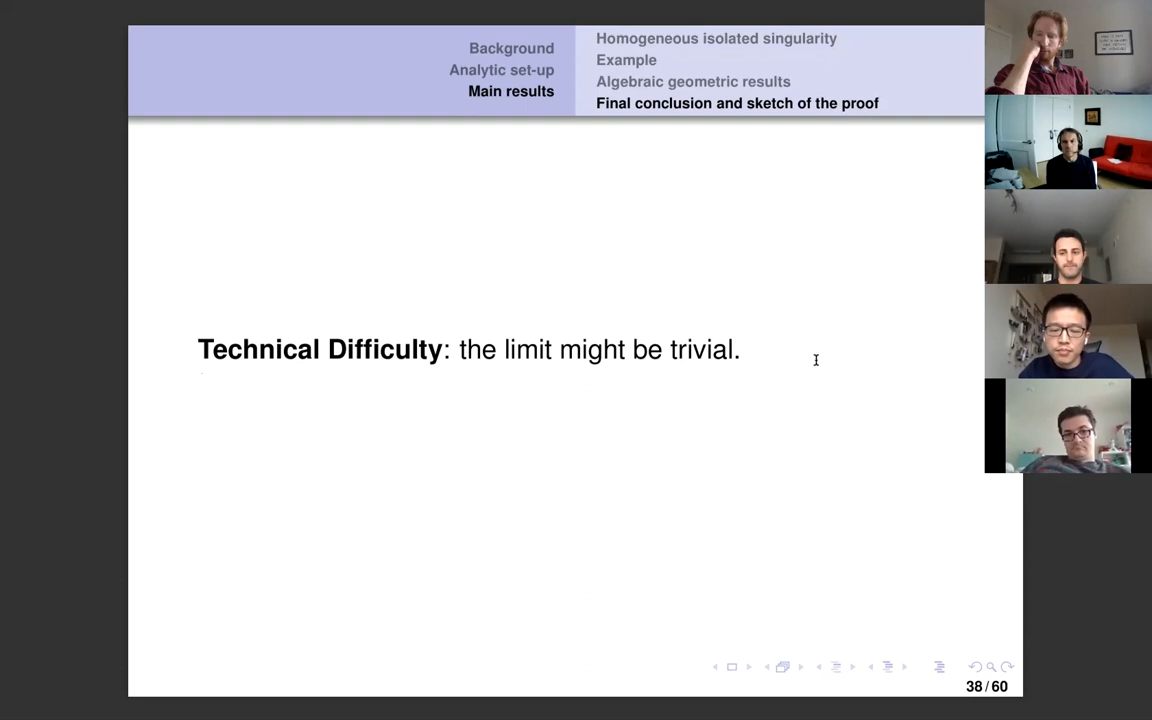 Background
Analytic set-up
Main results
Homogeneous isolated singularity
Example
Algebraic geometric results
Final conclusion and sketch of the proof
Technical Difficulty: the limit might be trivial.
38/60